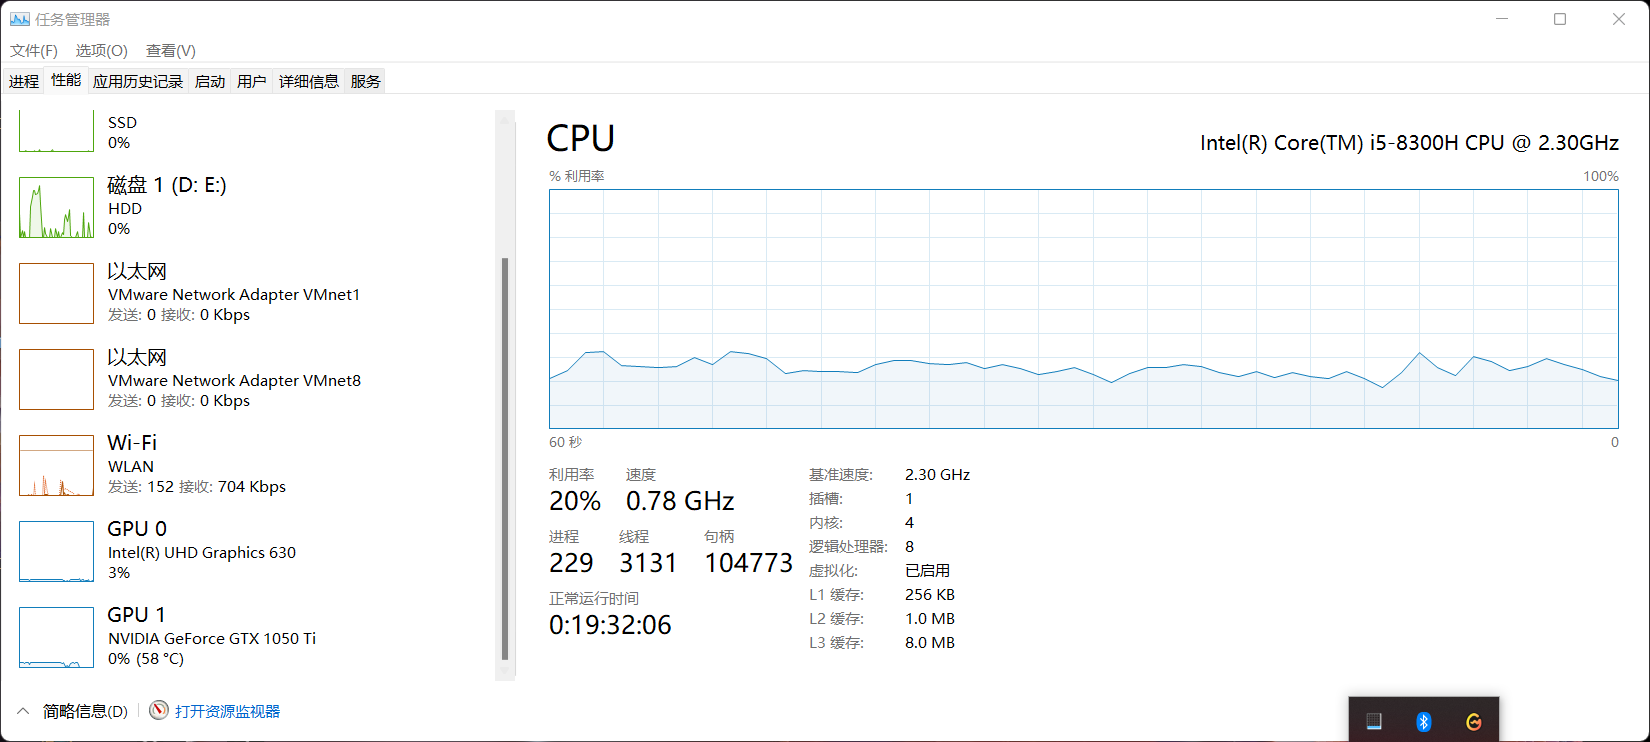 任务管理器
文件(F) 选项(O) 查看(V)
进程 性能 应用历史记录 启动 用户 详细信息 服务
SSD
0%
磁盘 1 (D: E:)
HDD
0%
以太网
VMware Network Adapter VMnet1
发送: 0 接收: 0 Kbps
以太网
VMware Network Adapter VMnet8
发送: 0 接收: 0 Kbps
Wi-Fi
WLAN
发送: 152 接收: 704 Kbps
GPU 0
Intel(R) UHD Graphics 630
3%
GPU 1
NVIDIA GeForce GTX 1050 Ti
0% (58 °C)
CPU
Intel(R) Core(TM) i5-8300H CPU @ 2.30GHz
% 利用率 100%
60 秒 0
利用率 速度
20% 0.78 GHz
进程 线程 句柄
229 3131 104773
正常运行时间
0:19:32:06
基准速度: 2.30 GHz
插槽: 1
内核: 4
逻辑处理器: 8
虚拟化: 已启用
L1 缓存: 256 KB
L2 缓存: 1.0 MB
L3 缓存: 8.0 MB
简略信息(D) 打开资源监视器